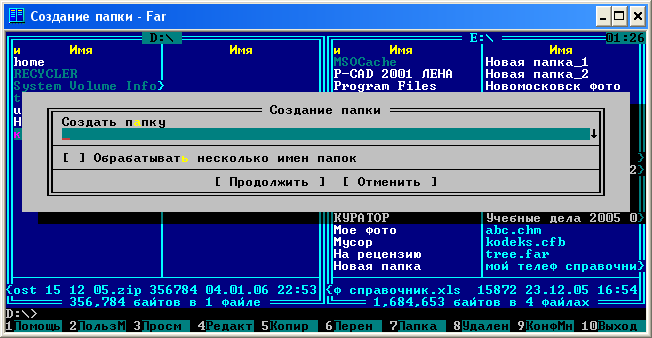 Создание папки - Far
D:\ E:\ 01:26
и Имя Имя и Имя Имя
home MSOCache Новая папка_1
RECYCLER P-CAD 2001 ЛЕНА Новая папка_2
System Volume Info} Program Files Новомосковск фото
Создание папки
Создать папку
[ ] Обрабатывать несколько имен папок
[ Продолжить ] [ Отменить ]
КУРАТОР Учебные дела 2005 0}
Мое фото abc.chm
Мусор kodeks.cfb
На рецензию tree.far
Новая папка мой телеф справочни}
{ost 15 12 05.zip 356784 04.01.06 22:53 {ф справочник.xls 15872 23.12.05 16:54
356,784 байтов в 1 файле 1,684,653 байтов в 4 файлах
D:\>
1Помощь 2ПользМ 3Просм 4Редакт 5Копир 6Перен 7Папка 8Удален 9КонфМн 10Выход